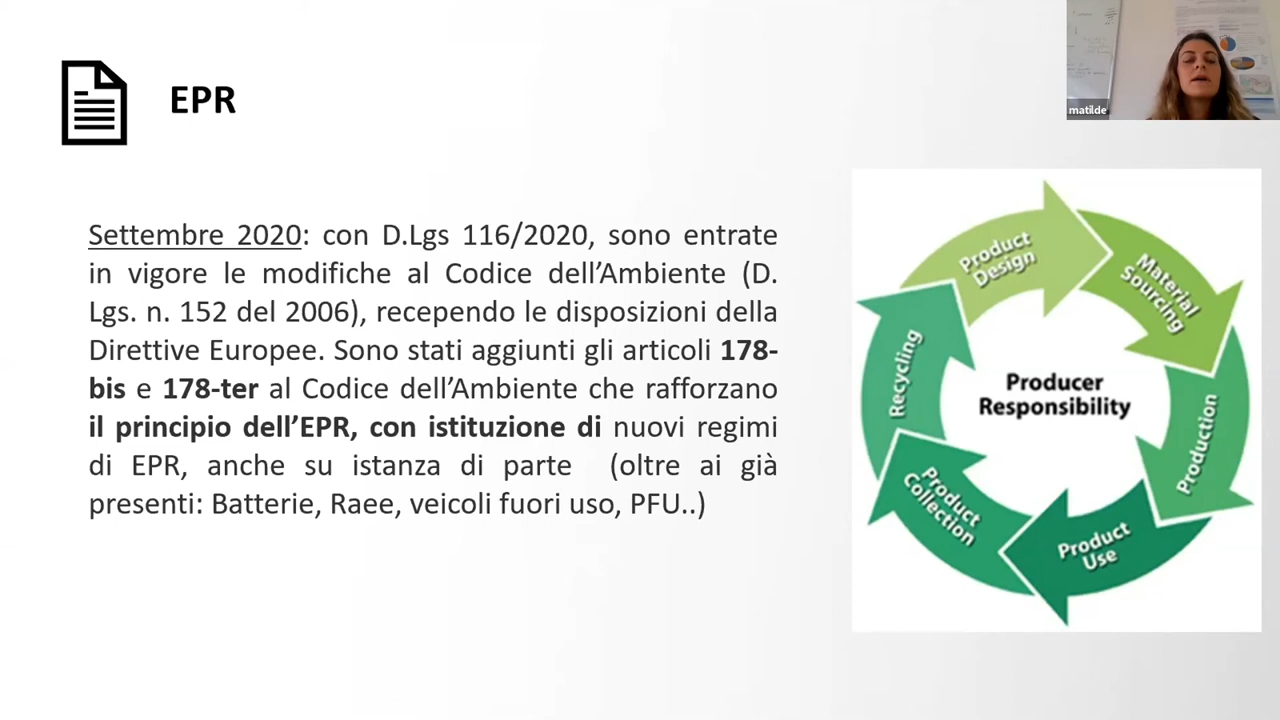 EPR
matilde
Settembre 2020: con D.Lgs 116/2020, sono entrate
in vigore le modifiche al Codice dell’Ambiente (D.
Lgs. n. 152 del 2006), recependo le disposizioni della
Direttive Europee. Sono stati aggiunti gli articoli 178-
bis e 178-ter al Codice dell’Ambiente che rafforzano
il principio dell’EPR, con istituzione di nuovi regimi
di EPR, anche su istanza di parte (oltre ai già
presenti: Batterie, Raee, veicoli fuori uso, PFU..)
Product
Design
Material
Sourcing
Production
Product
Use
Product
Collection
Recycling
Producer
Responsibility